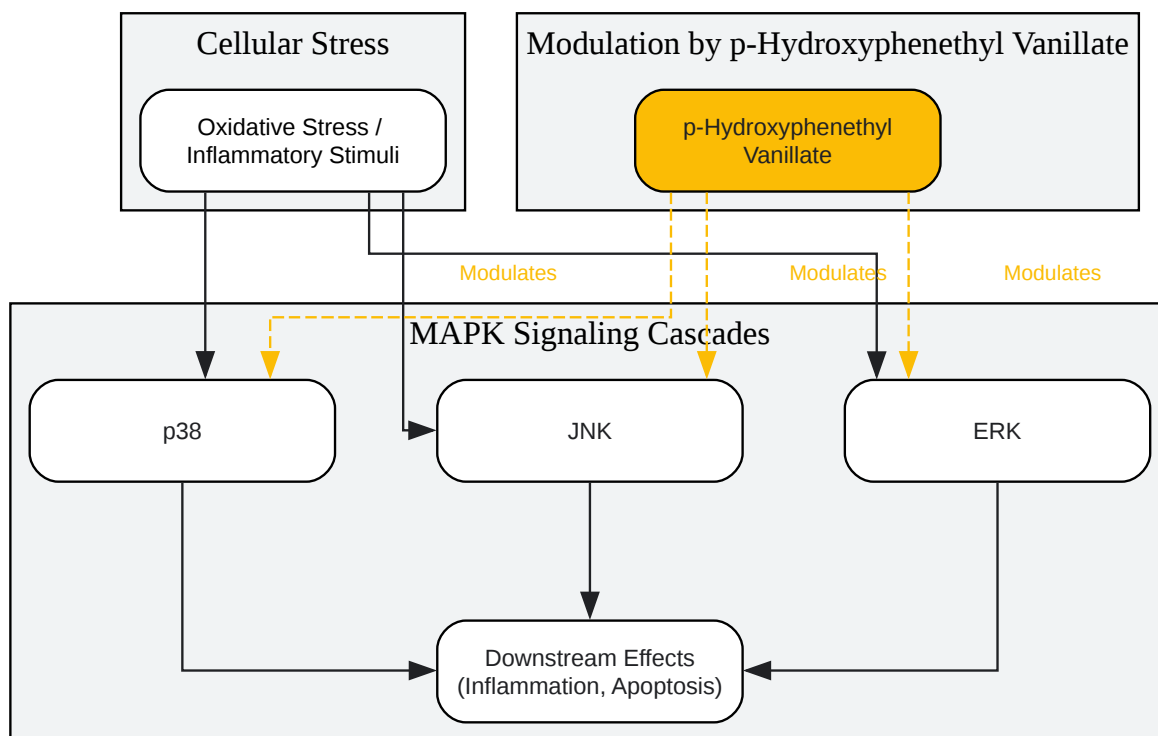 Cellular Stress
Modulation by p-Hydroxyphenethyl Vanillate
Oxidative Stress /
Inflammatory Stimuli
p-Hydroxyphenethyl
Vanillate
Modulates
Modulates
Modulates
MAPK Signaling Cascades
p38
JNK
ERK
Downstream Effects
(Inflammation, Apoptosis)